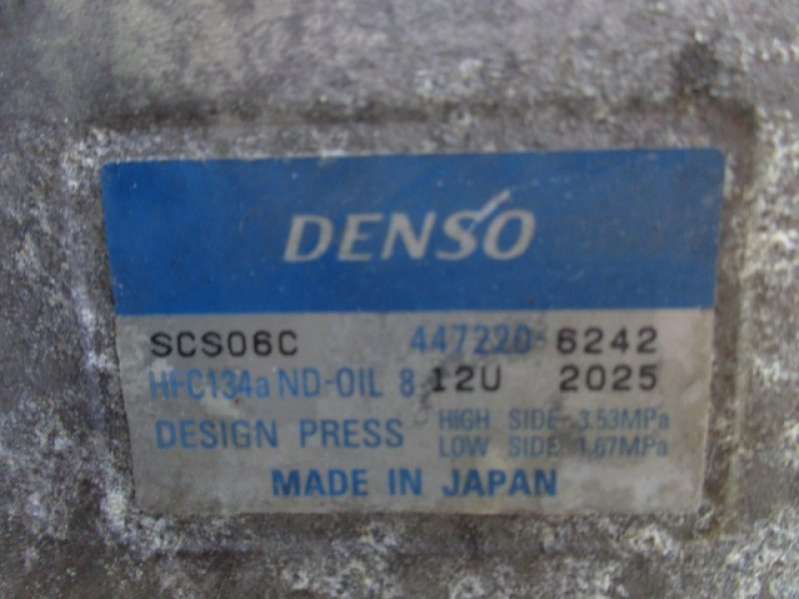 DENSO
SCS06C 447220-6242
HFC134a ND-OIL 8 12U 2025
DESIGN PRESS HIGH SIDE 3.53MPa
LOW SIDE 1.67MPa
MADE IN JAPAN